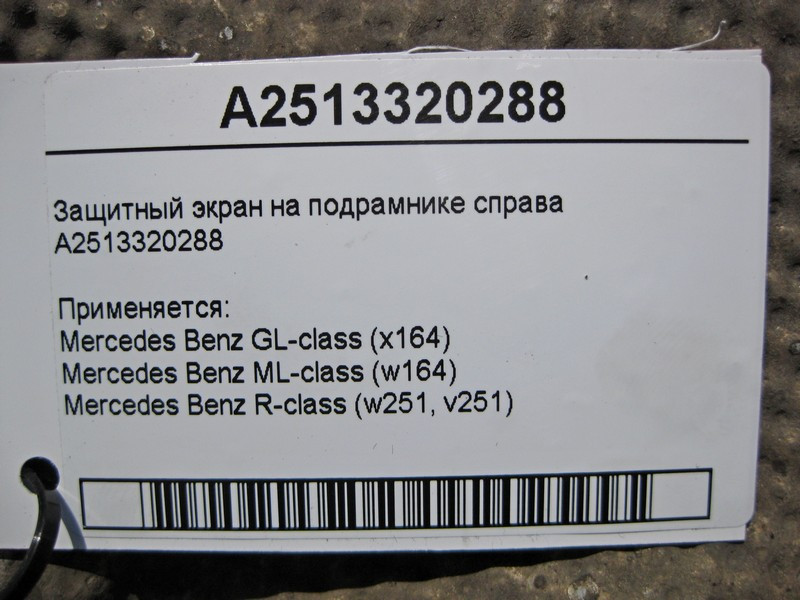 A2513320288
Защитный экран на подрамнике справа
A2513320288
Применяется:
Mercedes Benz GL-class (x164)
Mercedes Benz ML-class (w164)
Mercedes Benz R-class (w251, v251)